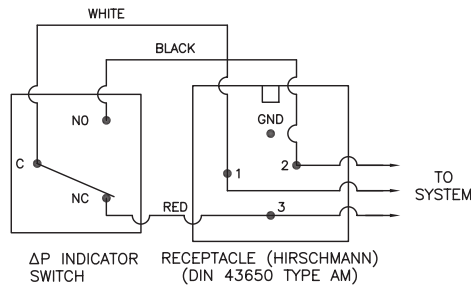 WHITE
BLACK
NO
GND
C
1
2
TO
SYSTEM
NC
RED
3
ΔP INDICATOR
SWITCH
RECEPTACLE (HIRSCHMANN)
(DIN 43650 TYPE AM)